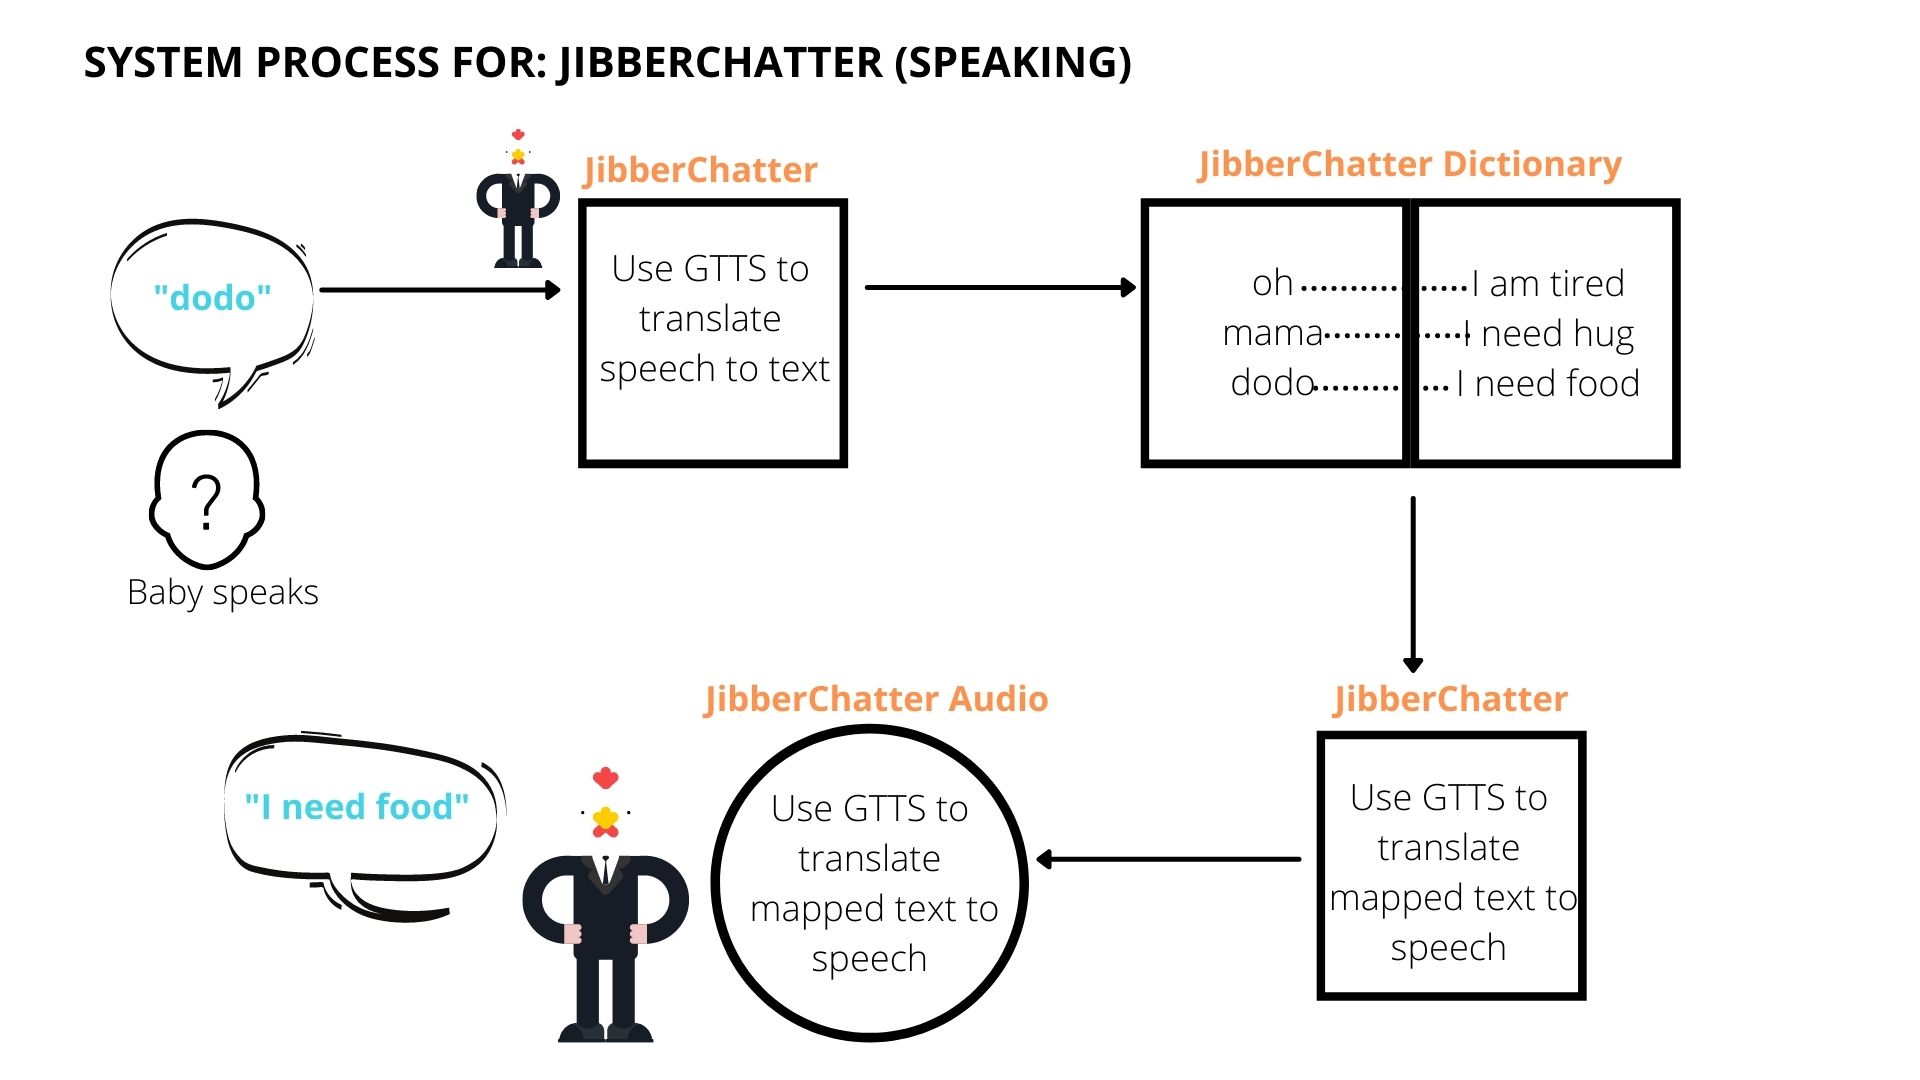 SYSTEM PROCESS FOR: JIBBERCHATTER (SPEAKING)
"dodo"
?
Baby speaks
JibberChatter
Use GTTS to
translate
speech to text
JibberChatter Dictionary
oh..................I am tired
mama................I need hug
dodo...............I need food
JibberChatter
Use GTTS to
translate
mapped text to
speech
JibberChatter Audio
Use GTTS to
translate
mapped text to
speech
"I need food"